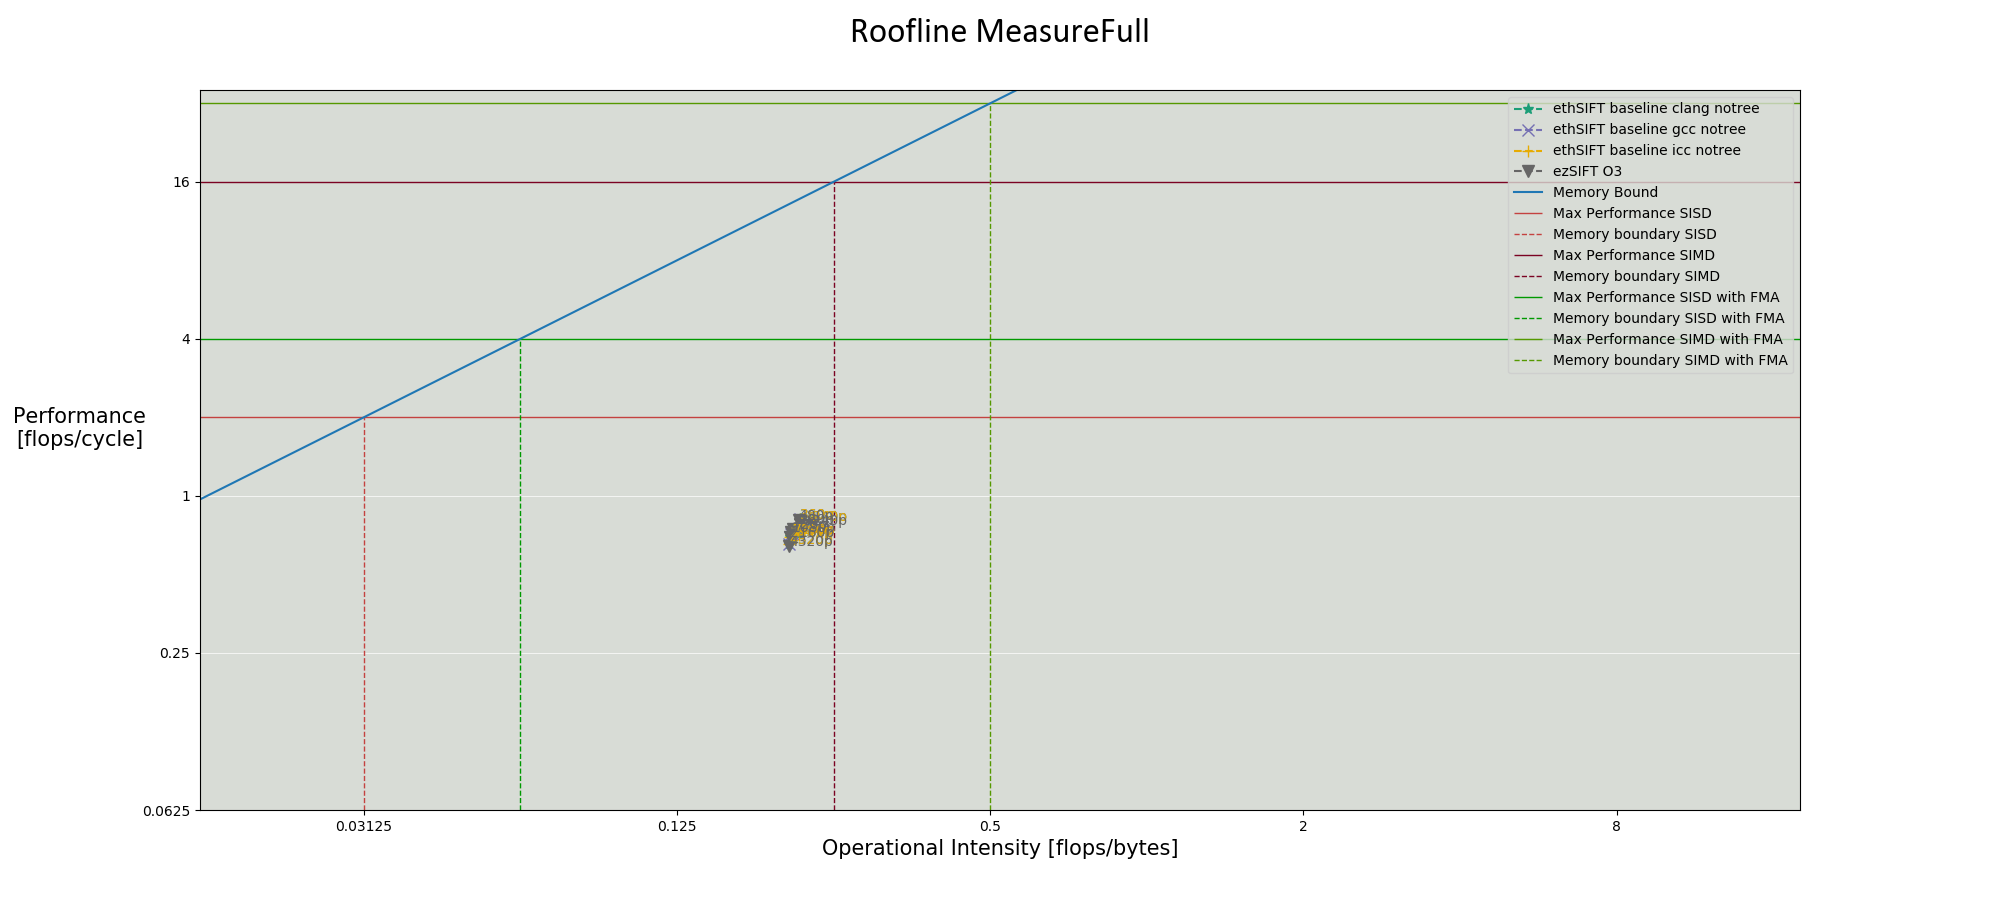 Roofline MeasureFull
ethSIFT baseline clang notree
ethSIFT baseline gcc notree
ethSIFT baseline icc notree
ezSIFT O3
Memory Bound
Max Performance SISD
Memory boundary SISD
Max Performance SIMD
Memory boundary SIMD
Max Performance SISD with FMA
Memory boundary SISD with FMA
Max Performance SIMD with FMA
Memory boundary SIMD with FMA
16
4
Performance
[flops/cycle]
1
4320p
0.25
0.0625
0.03125
0.125
0.5
2
8
Operational Intensity [flops/bytes]